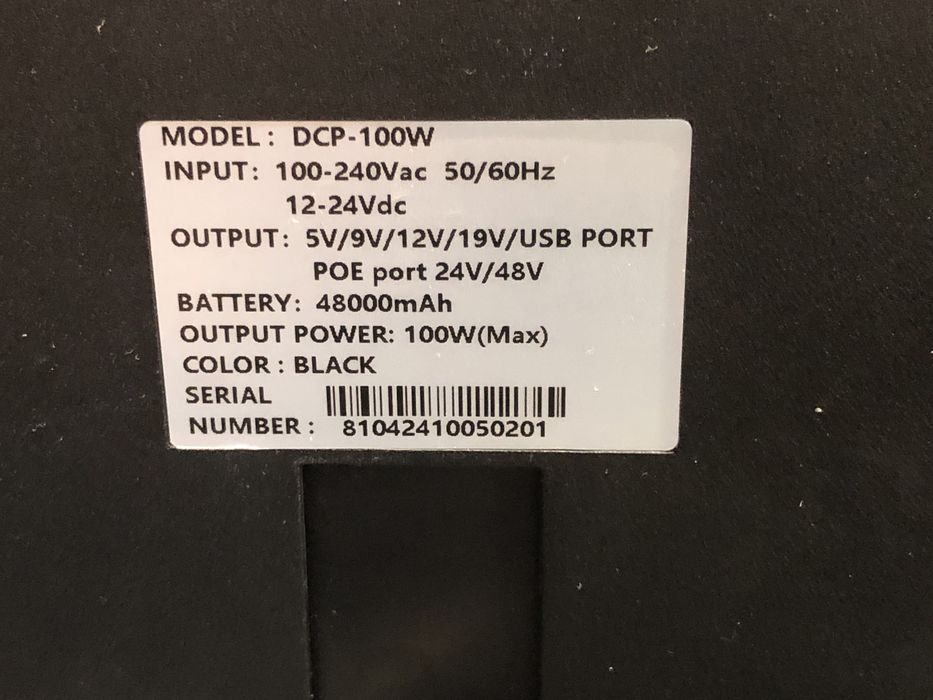 MODEL: DCP-100W
INPUT: 100-240Vac 50/60Hz
12-24Vdc
OUTPUT: 5V/9V/12V/19V/USB PORT
POE port 24V/48V
BATTERY: 48000mAh
OUTPUT POWER: 100W(Max)
COLOR: BLACK
SERIAL
NUMBER: 81042410050201